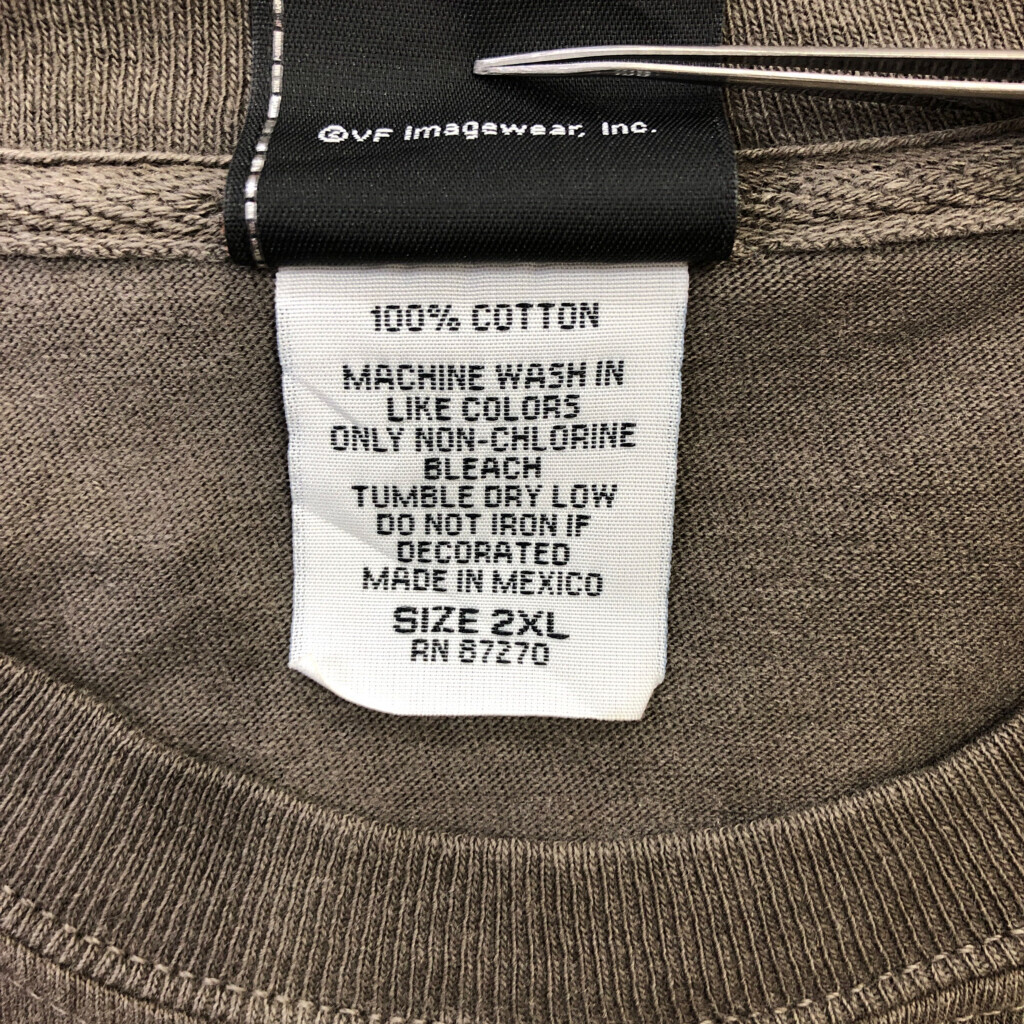 ©VF Imagewear, Inc.
100% COTTON
MACHINE WASH IN
LIKE COLORS
ONLY NON-CHLORINE
BLEACH
TUMBLE DRY LOW
DO NOT IRON IF
DECORATED
MADE IN MEXICO
SIZE 2XL
RN 87270